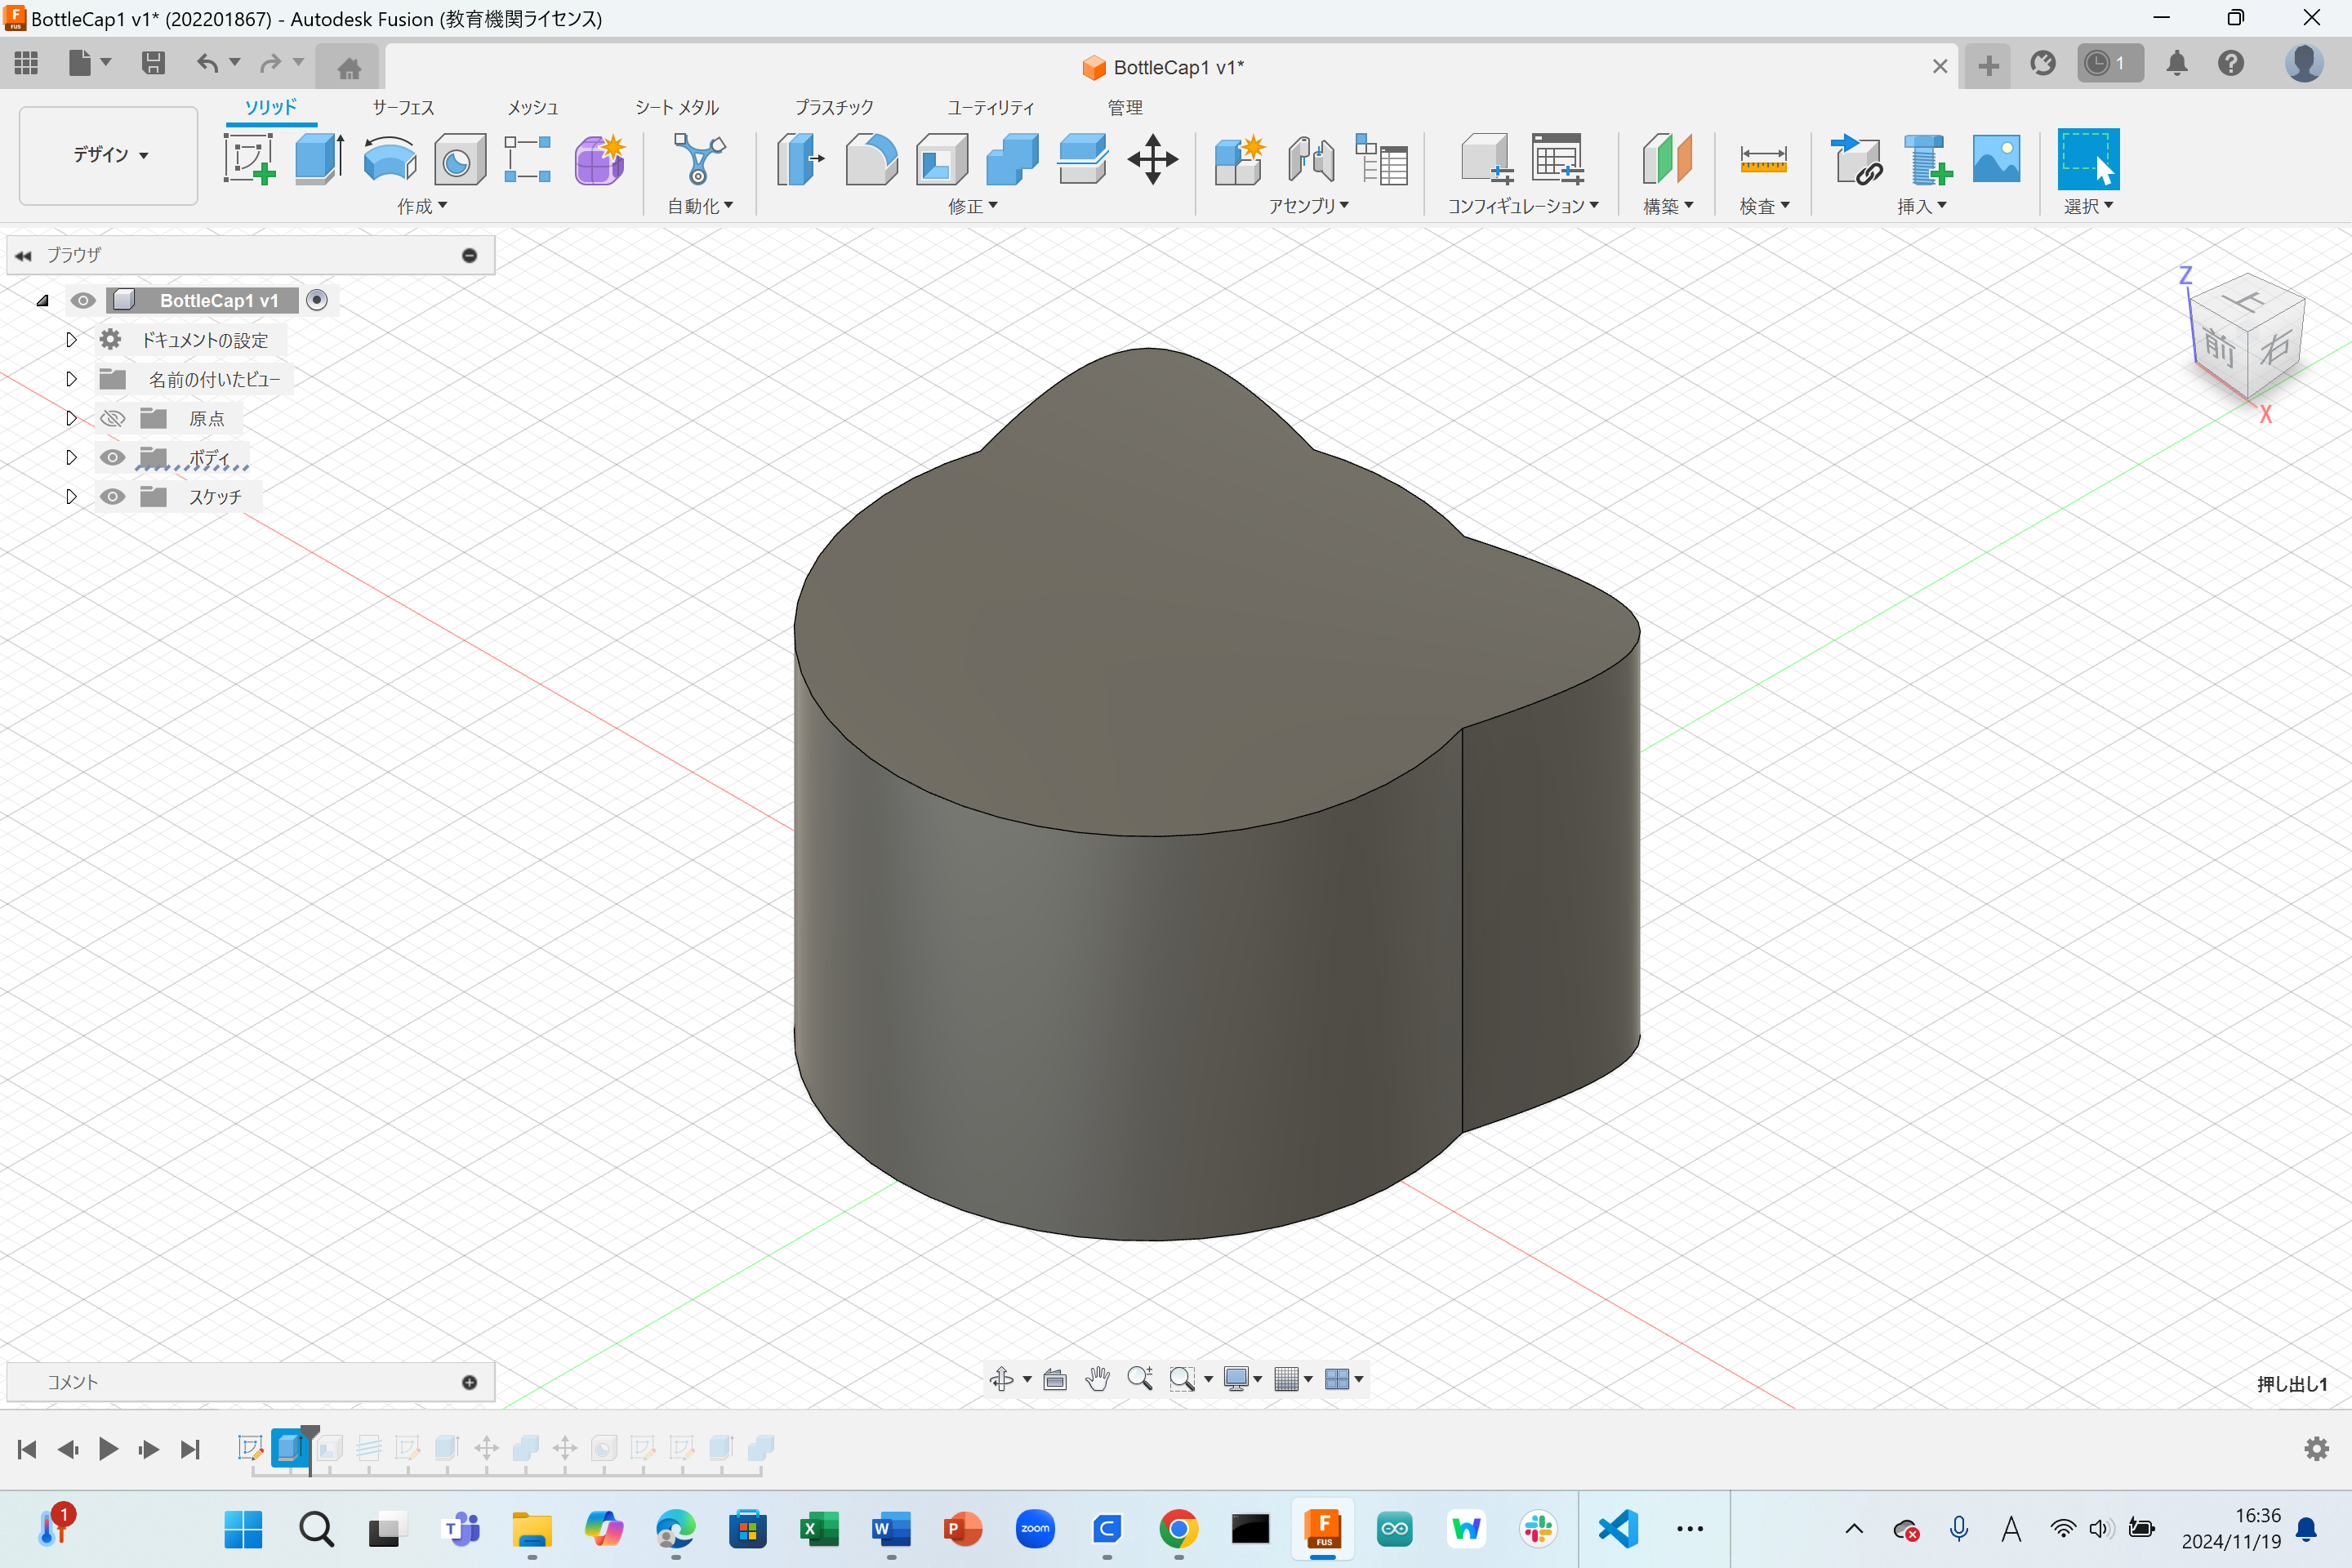 BottleCap1 v1* (202201867) - Autodesk Fusion (教育機関ライセンス)
BottleCap1 v1*
1
デザイン
ソリッド サーフェス メッシュ シート メタル プラスチック ユーティリティ 管理
作成 自動化 修正 アセンブリ コンフィギュレーション 構築 検査 挿入 選択
ブラウザ
BottleCap1 v1
ドキュメントの設定
名前の付いたビュー
原点
ボディ
スケッチ
Z
上
前
右
X
コメント
押し出し1
1
zoom
FUS
16:36
2024/11/19